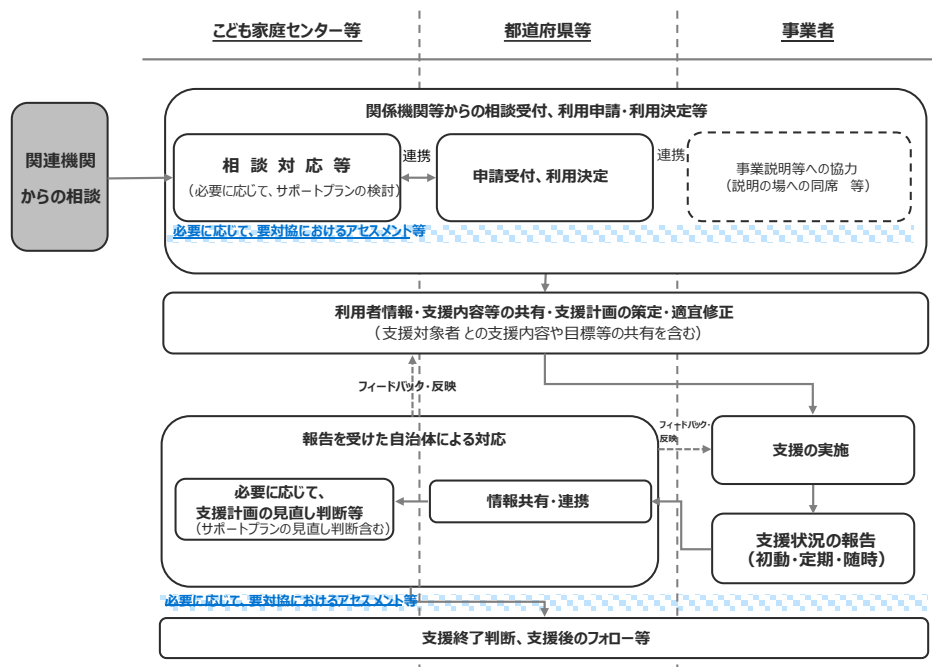 こども家庭センター等
都道府県等
事業者
関連機関
からの相談
関係機関等からの相談受付、利用申請・利用決定等
相談対応等
（必要に応じて、サポートプランの検討）
連携
申請受付、利用決定
連携
事業説明等への協力
（説明の場への同席 等）
必要に応じて、要対協におけるアセスメント等
利用者情報・支援内容等の共有・支援計画の策定・適宜修正
（支援対象者との支援内容や目標等の共有を含む）
フィードバック・反映
報告を受けた自治体による対応
フィードバック・
反映
支援の実施
必要に応じて、
支援計画の見直し判断等
（サポートプランの見直し判断含む）
情報共有・連携
支援状況の報告
（初動・定期・随時）
必要に応じて、要対協におけるアセスメント等
支援終了判断、支援後のフォロー等